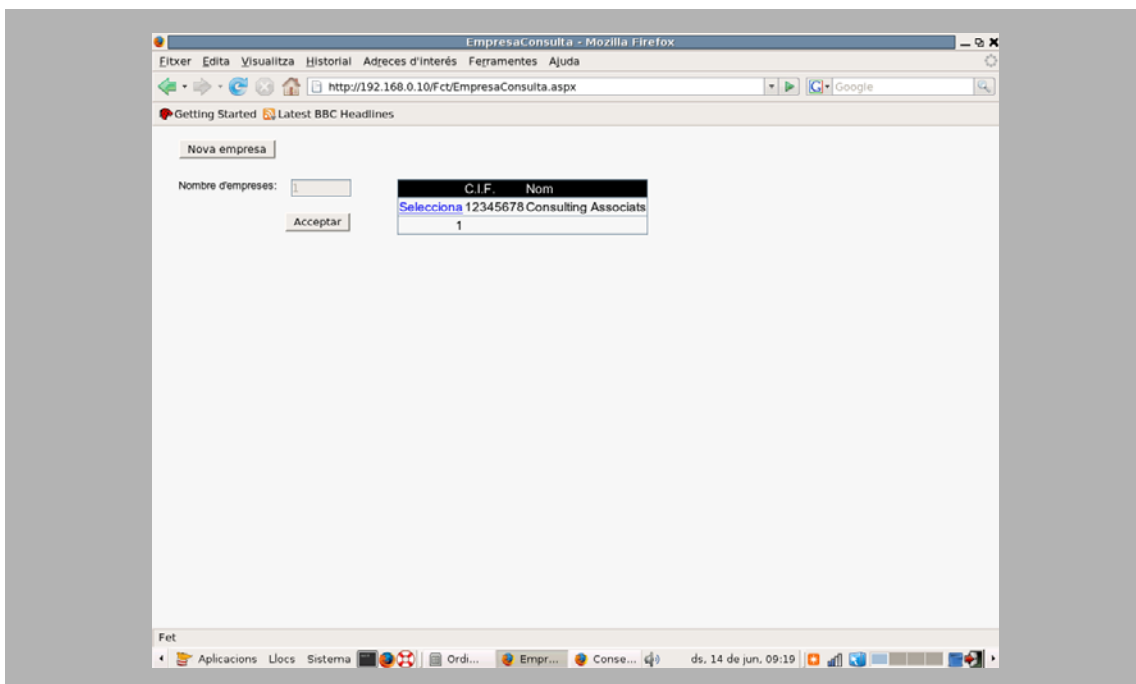 EmpresaConsulta - Mozilla Firefox
Eitxer Edita Visualitza Historial Adreces d'interés Ferramentes Ajuda
http://192.168.0.10/Fct/EmpresaConsulta.aspx Google
Getting Started Latest BBC Headlines
Nova empresa
Nombre d'empreses: 1
C.I.F. Nom
Selecciona 12345678 Consulting Associats
Acceptar
1
Fet
Aplicacions Llocs Sistema Ordi... Empr... Conse... ds, 14 de jun, 09:19